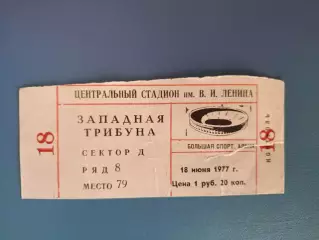 ЦЕНТРАЛЬНЫЙ СТАДИОН им. В. И. ЛЕНИНА
18
ЗАПАДНАЯ
ТРИБУНА
СЕКТОР Д
РЯД 8
МЕСТО 79
БОЛЬШАЯ СПОРТ. АРЕНА
18 июня 1977 г.
Цена 1 руб. 20 коп.
18